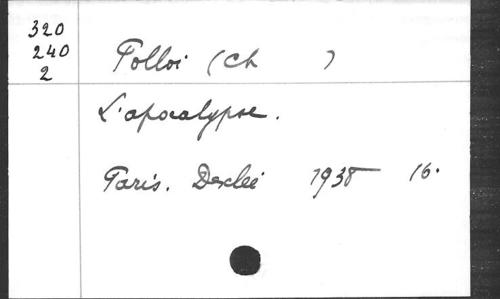 320
240
2
Polloi (Ch )
L'apocalypse.
Paris. Desclée 1938 16.